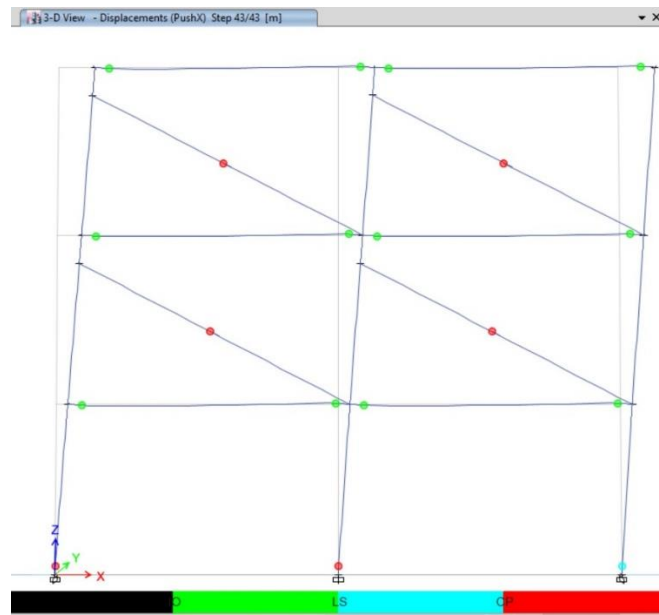 3-D View - Displacements (PushX) Step 43/43 [m]
Z
Y
X
IO LS CP